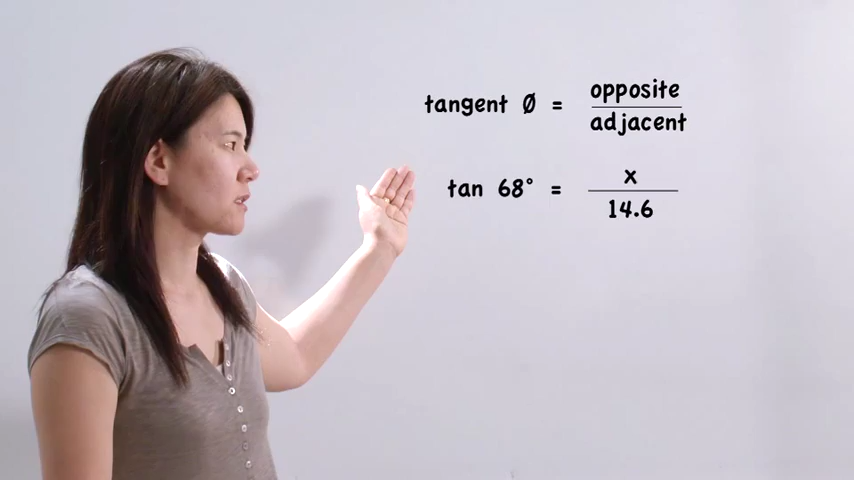 tangent Ø = opposite
adjacent
tan 68° = x
14.6